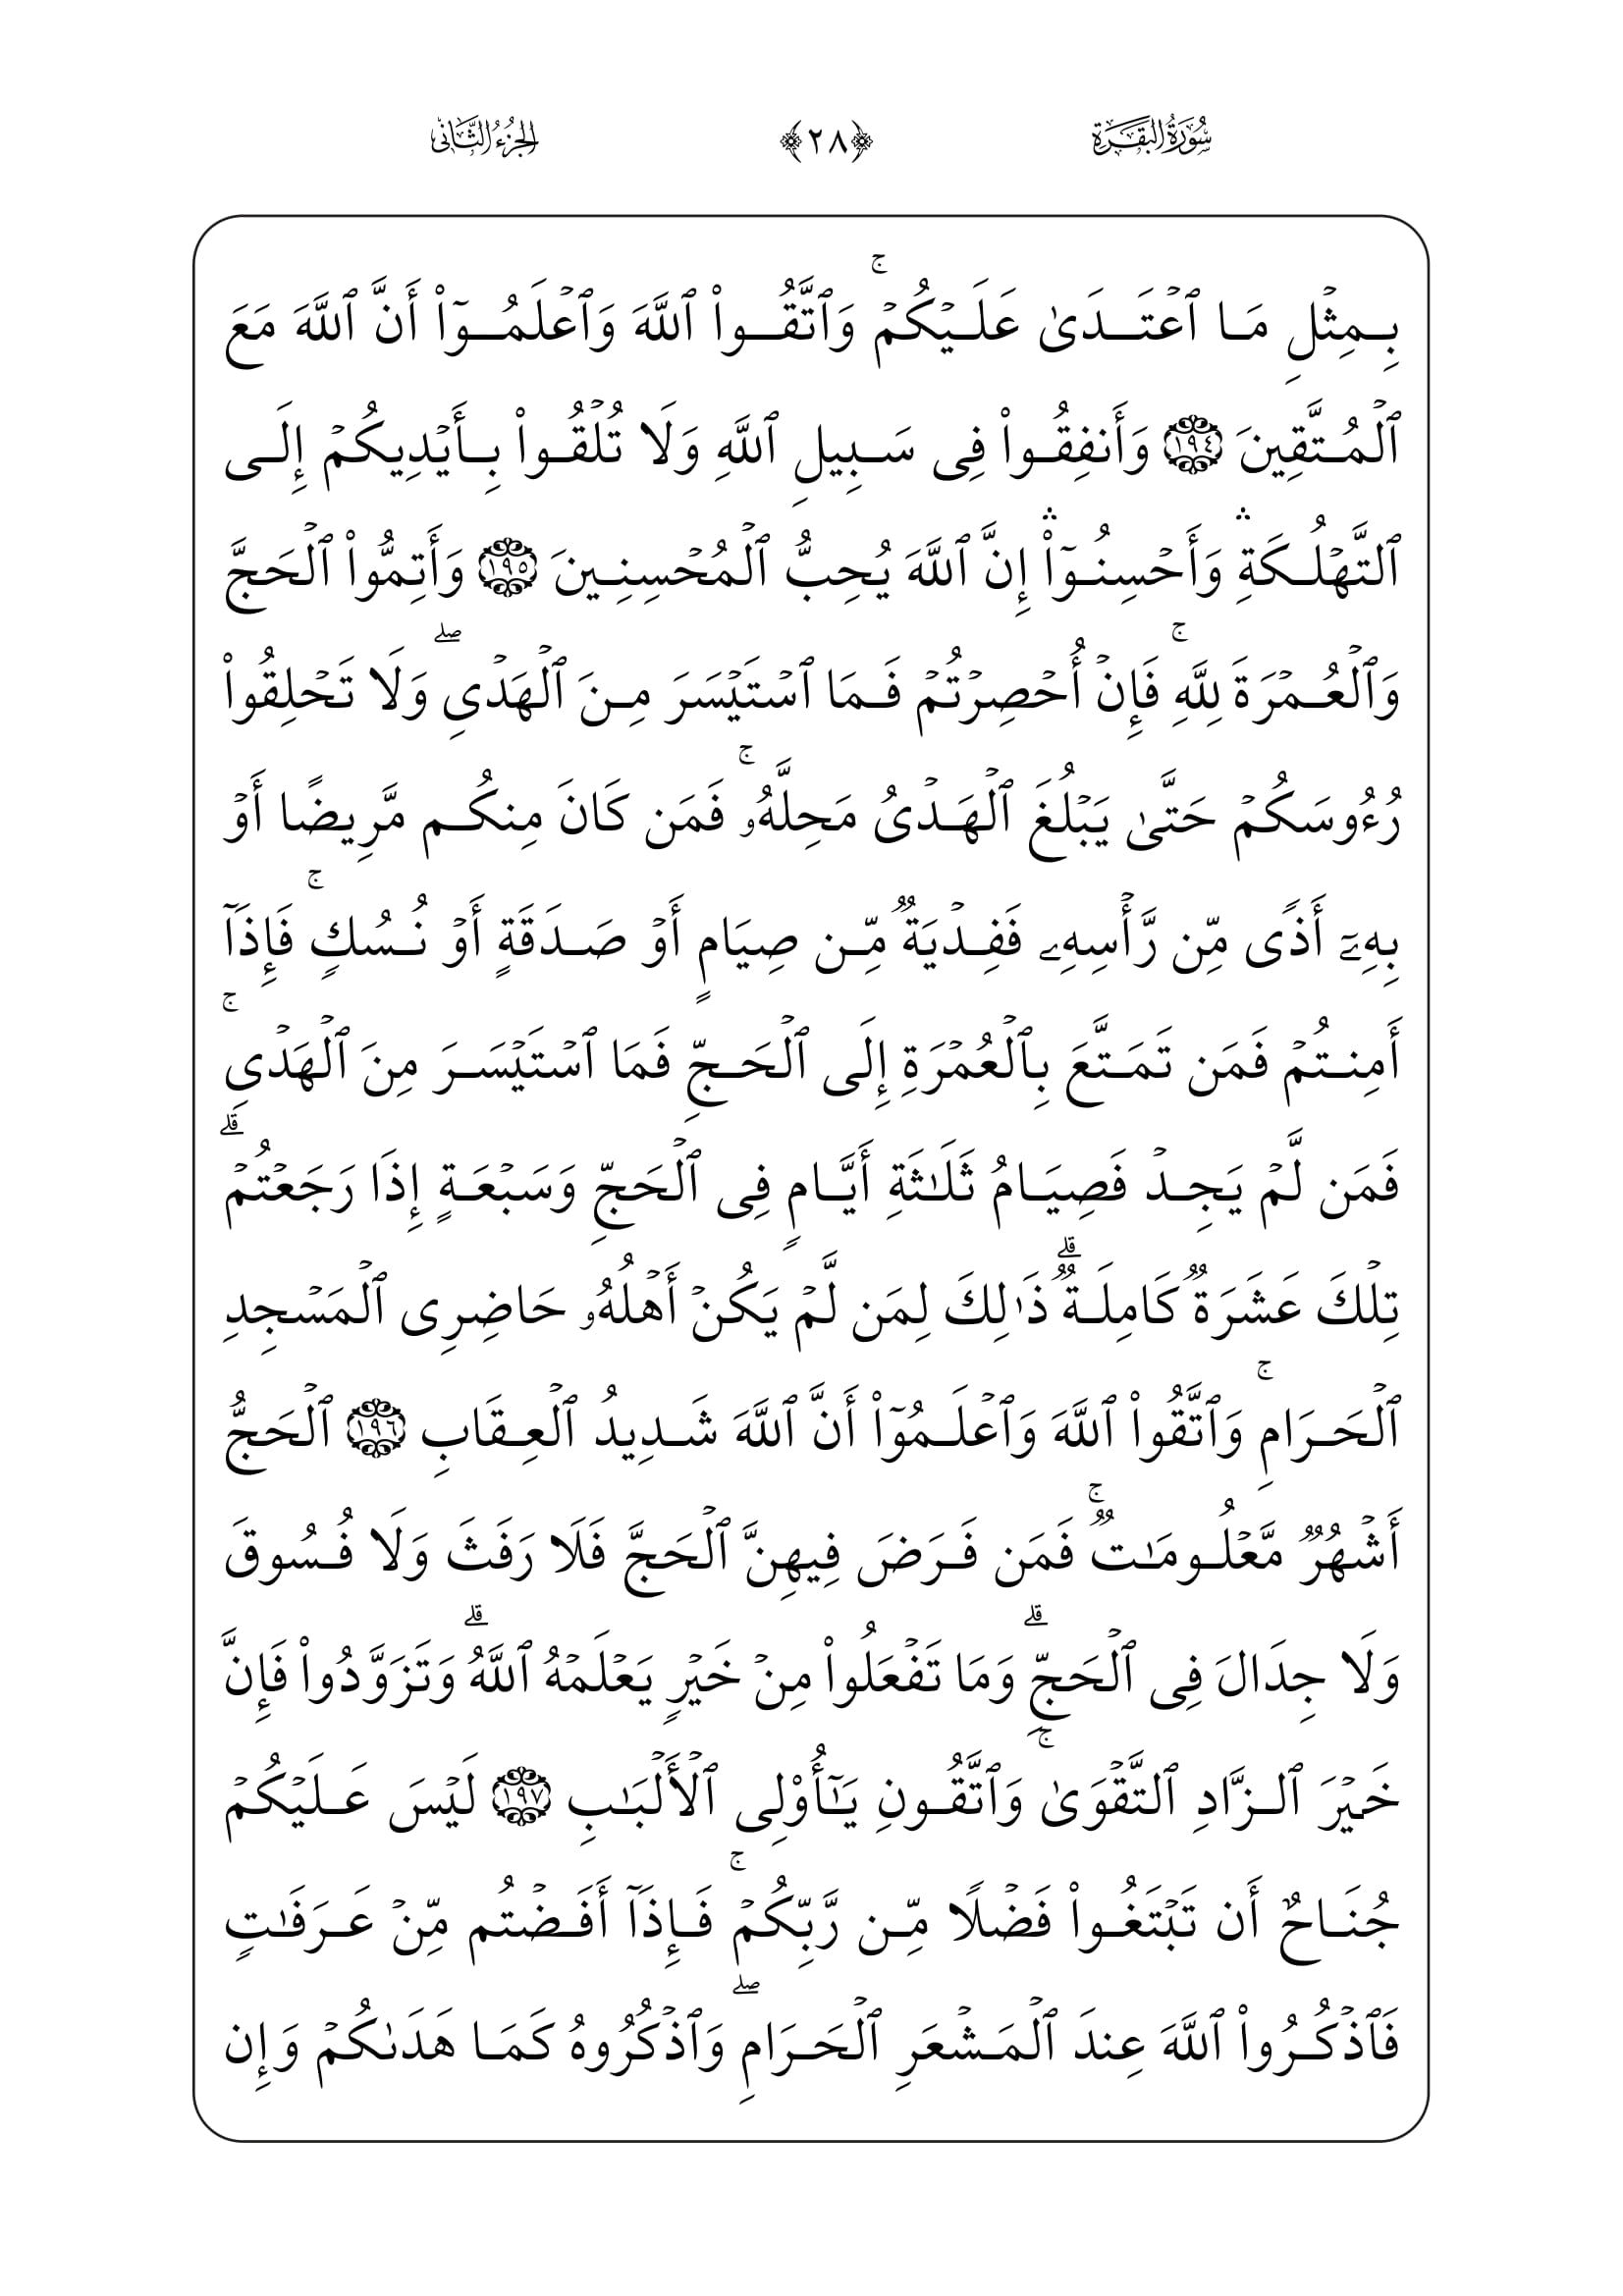 سُورَةُ البَقَرَةِ ﴿٢٨﴾ الجُزْءُ الثَّانِى
بِمِثْلِ مَا ٱعْتَدَىٰ عَلَيْكُمْ ۚ وَٱتَّقُوا۟ ٱللَّهَ وَٱعْلَمُوٓا۟ أَنَّ ٱللَّهَ مَعَ
ٱلْمُتَّقِينَ ١٩٤ وَأَنفِقُوا۟ فِى سَبِيلِ ٱللَّهِ وَلَا تُلْقُوا۟ بِأَيْدِيكُمْ إِلَى
ٱلتَّهْلُكَةِ ۛ وَأَحْسِنُوٓا۟ ۛ إِنَّ ٱللَّهَ يُحِبُّ ٱلْمُحْسِنِينَ ١٩٥ وَأَتِمُّوا۟ ٱلْحَجَّ
وَٱلْعُمْرَةَ لِلَّهِ ۚ فَإِنْ أُحْصِرْتُمْ فَمَا ٱسْتَيْسَرَ مِنَ ٱلْهَدْىِ ۖ وَلَا تَحْلِقُوا۟
رُءُوسَكُمْ حَتَّىٰ يَبْلُغَ ٱلْهَدْىُ مَحِلَّهُۥ ۚ فَمَن كَانَ مِنكُم مَّرِيضًا أَوْ
بِهِۦٓ أَذًى مِّن رَّأْسِهِۦ فَفِدْيَةٌ مِّن صِيَامٍ أَوْ صَدَقَةٍ أَوْ نُسُكٍ ۚ فَإِذَآ
أَمِنتُمْ فَمَن تَمَتَّعَ بِٱلْعُمْرَةِ إِلَى ٱلْحَجِّ فَمَا ٱسْتَيْسَرَ مِنَ ٱلْهَدْىِ ۚ
فَمَن لَّمْ يَجِدْ فَصِيَامُ ثَلَـٰثَةِ أَيَّامٍ فِى ٱلْحَجِّ وَسَبْعَةٍ إِذَا رَجَعْتُمْ ۗ
تِلْكَ عَشَرَةٌ كَامِلَةٌ ۗ ذَٰلِكَ لِمَن لَّمْ يَكُنْ أَهْلُهُۥ حَاضِرِى ٱلْمَسْجِدِ
ٱلْحَرَامِ ۚ وَٱتَّقُوا۟ ٱللَّهَ وَٱعْلَمُوٓا۟ أَنَّ ٱللَّهَ شَدِيدُ ٱلْعِقَابِ ١٩٦ ٱلْحَجُّ
أَشْهُرٌ مَّعْلُومَـٰتٌ ۚ فَمَن فَرَضَ فِيهِنَّ ٱلْحَجَّ فَلَا رَفَثَ وَلَا فُسُوقَ
وَلَا جِدَالَ فِى ٱلْحَجِّ ۗ وَمَا تَفْعَلُوا۟ مِنْ خَيْرٍ يَعْلَمْهُ ٱللَّهُ ۗ وَتَزَوَّدُوا۟ فَإِنَّ
خَيْرَ ٱلزَّادِ ٱلتَّقْوَىٰ ۚ وَٱتَّقُونِ يَـٰٓأُو۟لِى ٱلْأَلْبَـٰبِ ١٩٧ لَيْسَ عَلَيْكُمْ
جُنَاحٌ أَن تَبْتَغُوا۟ فَضْلًا مِّن رَّبِّكُمْ ۚ فَإِذَآ أَفَضْتُم مِّنْ عَرَفَـٰتٍ
فَٱذْكُرُوا۟ ٱللَّهَ عِندَ ٱلْمَشْعَرِ ٱلْحَرَامِ ۖ وَٱذْكُرُوهُ كَمَا هَدَىٰكُمْ وَإِن